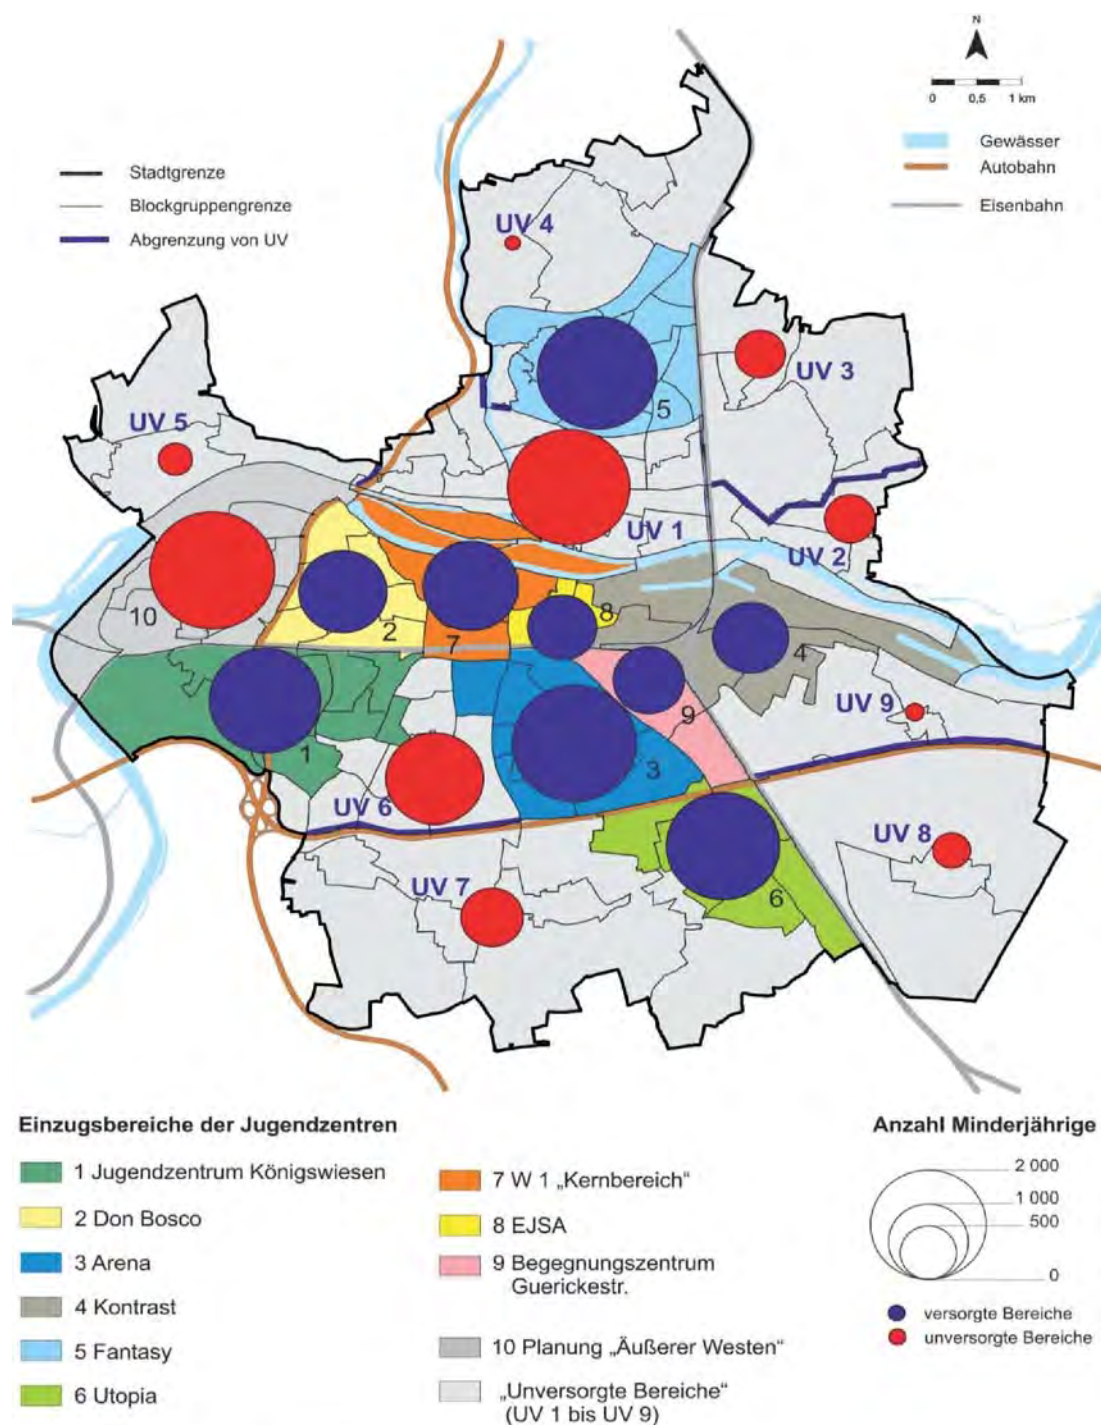 N
0 0,5 1 km
Gewässer
Autobahn
Eisenbahn
Stadtgrenze
Blockgruppengrenze
Abgrenzung von UV
UV 4
UV 3
5
UV 5
UV 1
UV 2
10
2
7
8
4
9
UV 9
1
3
UV 6
UV 8
UV 7
6
Einzugsbereiche der Jugendzentren
1 Jugendzentrum Königswiesen
2 Don Bosco
3 Arena
4 Kontrast
5 Fantasy
6 Utopia
7 W 1 „Kernbereich“
8 EJSA
9 Begegnungszentrum
Guerickestr.
10 Planung „Äußerer Westen“
„Unversorgte Bereiche“
(UV 1 bis UV 9)
Anzahl Minderjährige
2 000
1 000
500
0
versorgte Bereiche
unversorgte Bereiche